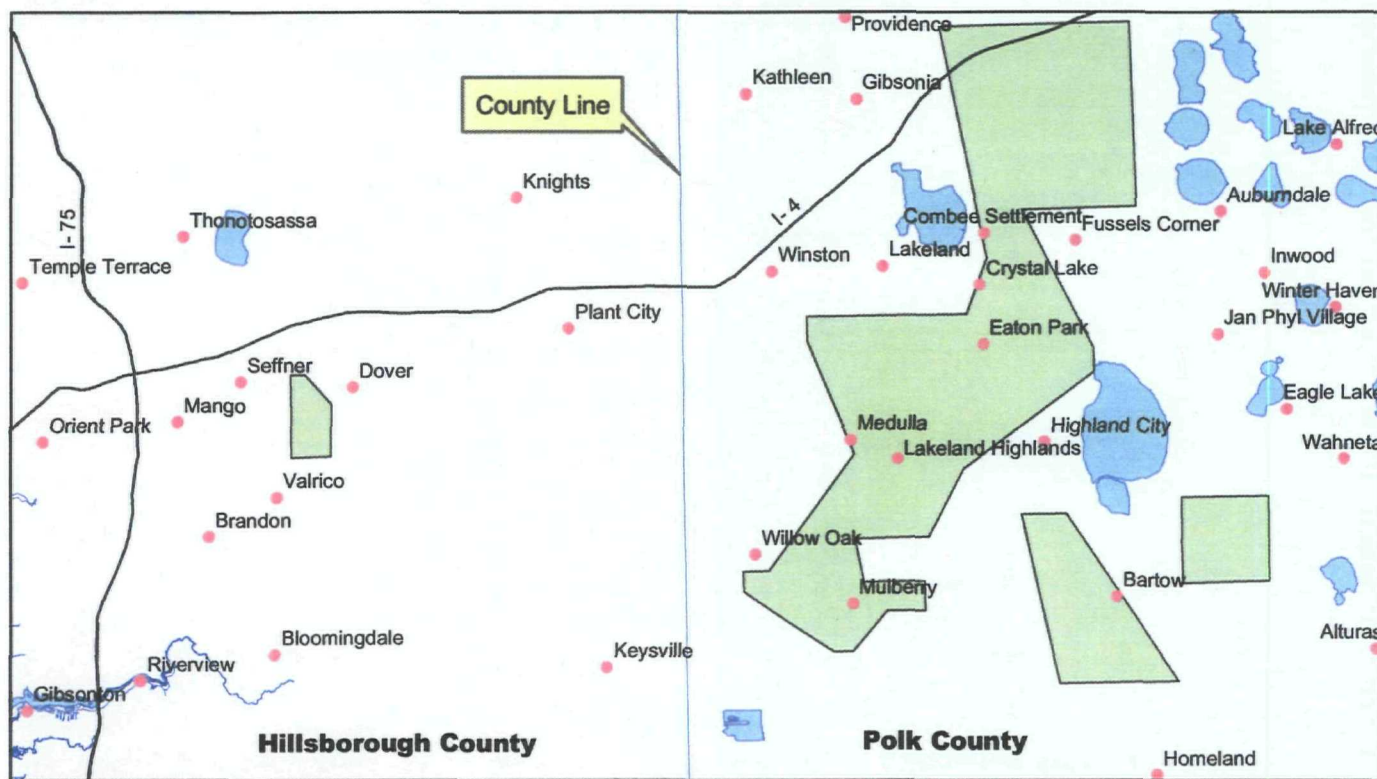 Providence
Kathleen
Gibsonia
County Line
Lake Alfred
Knights
I-4
Auburndale
Thonotosassa
I-75
Combee Settlement
Fussels Corner
Temple Terrace
Winston
Lakeland
Inwood
Crystal Lake
Winter Haven
Plant City
Eaton Park
Jan Phyl Village
Seffner
Dover
Eagle Lake
Mango
Orient Park
Medulla
Highland City
Lakeland Highlands
Wahneta
Valrico
Brandon
Willow Oak
Bartow
Mulberry
Bloomingdale
Alturas
Keysville
Riverview
Gibsonton
Hillsborough County
Polk County
Homeland